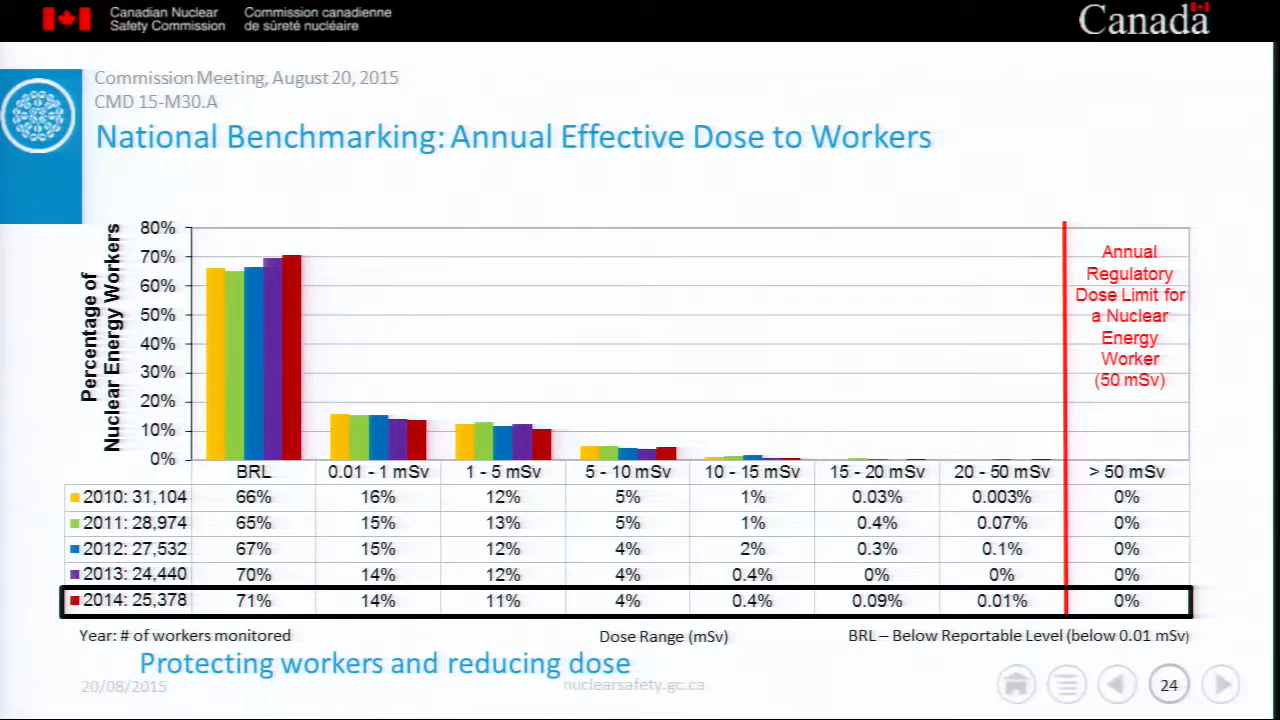 Canadian Nuclear Safety Commission
Commission canadienne de sûreté nucléaire
Canada
Commission Meeting, August 20, 2015
CMD 15-M30.A
National Benchmarking: Annual Effective Dose to Workers
Percentage of Nuclear Energy Workers
80%
70%
60%
50%
40%
30%
20%
10%
0%
Annual
Regulatory
Dose Limit for
a Nuclear
Energy
Worker
(50 mSv)
BRL 0.01 - 1 mSv 1 - 5 mSv 5 - 10 mSv 10 - 15 mSv 15 - 20 mSv 20 - 50 mSv > 50 mSv
2010: 31,104 66% 16% 12% 5% 1% 0.03% 0.003% 0%
2011: 28,974 65% 15% 13% 5% 1% 0.4% 0.07% 0%
2012: 27,532 67% 15% 12% 4% 2% 0.3% 0.1% 0%
2013: 24,440 70% 14% 12% 4% 0.4% 0% 0% 0%
2014: 25,378 71% 14% 11% 4% 0.4% 0.09% 0.01% 0%
Year: # of workers monitored Dose Range (mSv) BRL – Below Reportable Level (below 0.01 mSv)
Protecting workers and reducing dose
20/08/2015 nuclearsafety.gc.ca 24